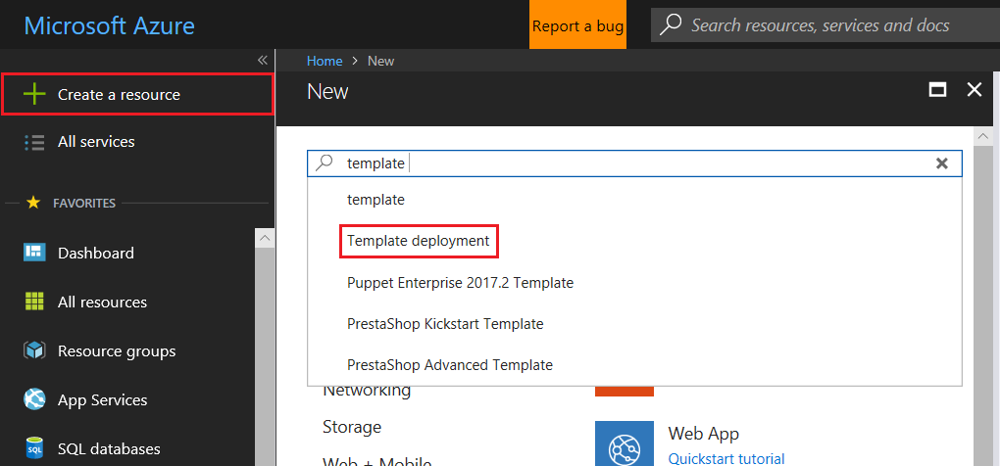 Microsoft Azure
Report a bug
Search resources, services and docs
Create a resource
All services
FAVORITES
Dashboard
All resources
Resource groups
App Services
SQL databases
Home > New
New
template
template
Template deployment
Puppet Enterprise 2017.2 Template
PrestaShop Kickstart Template
PrestaShop Advanced Template
Networking
Storage
Web + Mobile
Web App
Quickstart tutorial